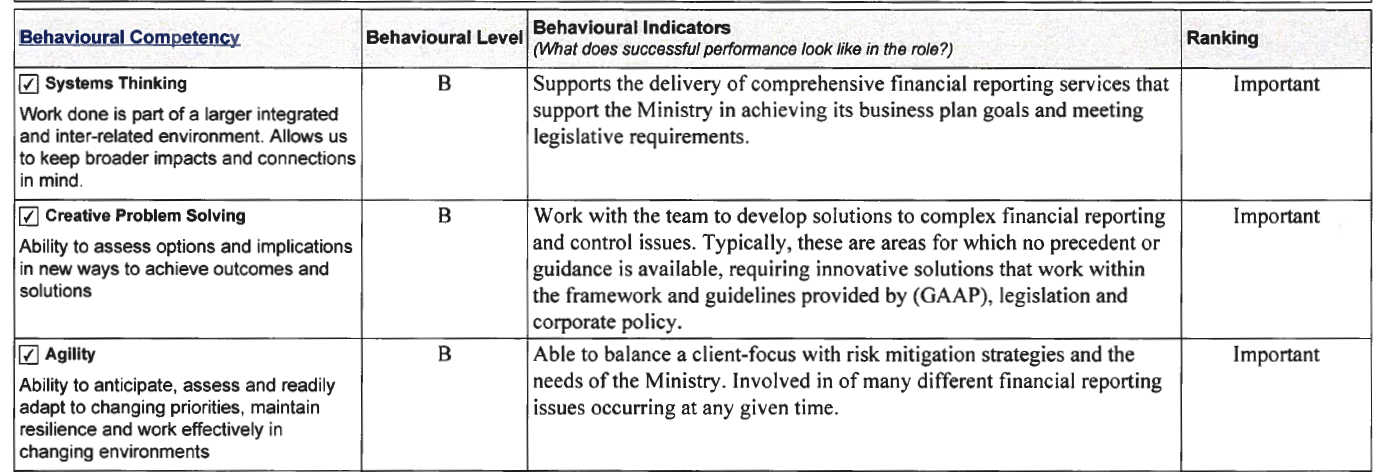 Behavioural Competency
Behavioural Level
Behavioural Indicators
(What does successful performance look like in the role?)
Ranking
Systems Thinking
Work done is part of a larger integrated
and inter-related environment. Allows us
to keep broader impacts and connections
in mind.
B
Supports the delivery of comprehensive financial reporting services that
support the Ministry in achieving its business plan goals and meeting
legislative requirements.
Important
Creative Problem Solving
Ability to assess options and implications
in new ways to achieve outcomes and
solutions
B
Work with the team to develop solutions to complex financial reporting
and control issues. Typically, these are areas for which no precedent or
guidance is available, requiring innovative solutions that work within
the framework and guidelines provided by (GAAP), legislation and
corporate policy.
Important
Agility
Ability to anticipate, assess and readily
adapt to changing priorities, maintain
resilience and work effectively in
changing environments
B
Able to balance a client-focus with risk mitigation strategies and the
needs of the Ministry. Involved in of many different financial reporting
issues occurring at any given time.
Important